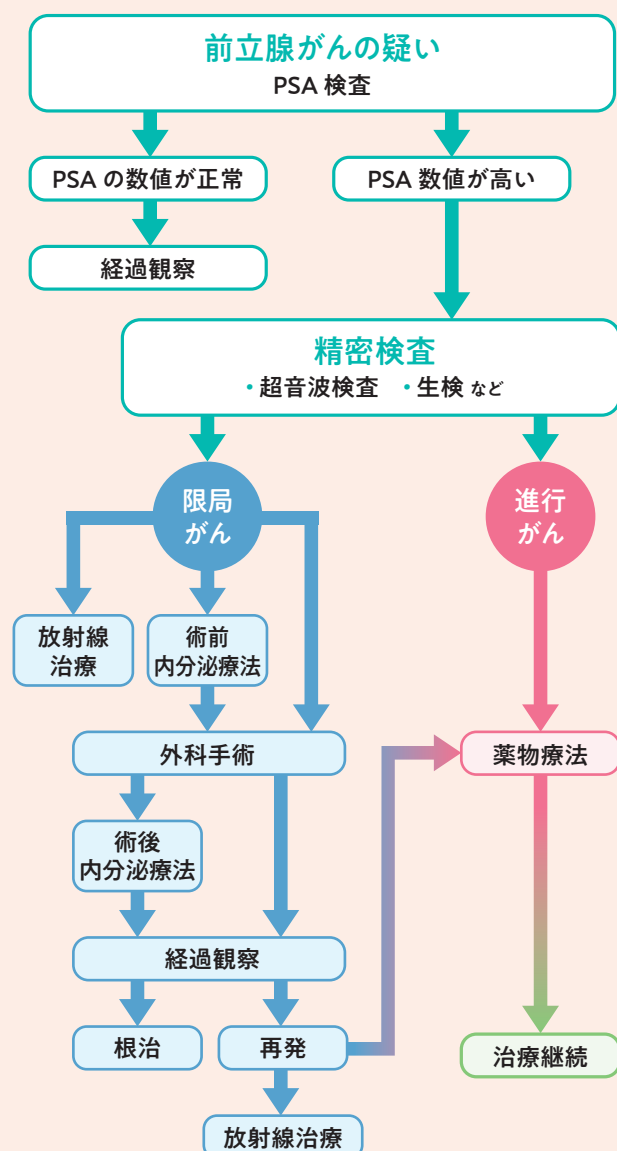 前立腺がんの疑い
PSA 検査
PSA の数値が正常
PSA 数値が高い
経過観察
精密検査
・超音波検査 ・生検 など
限局
がん
進行
がん
放射線
治療
術前
内分泌療法
外科手術
薬物療法
術後
内分泌療法
経過観察
根治
再発
治療継続
放射線治療